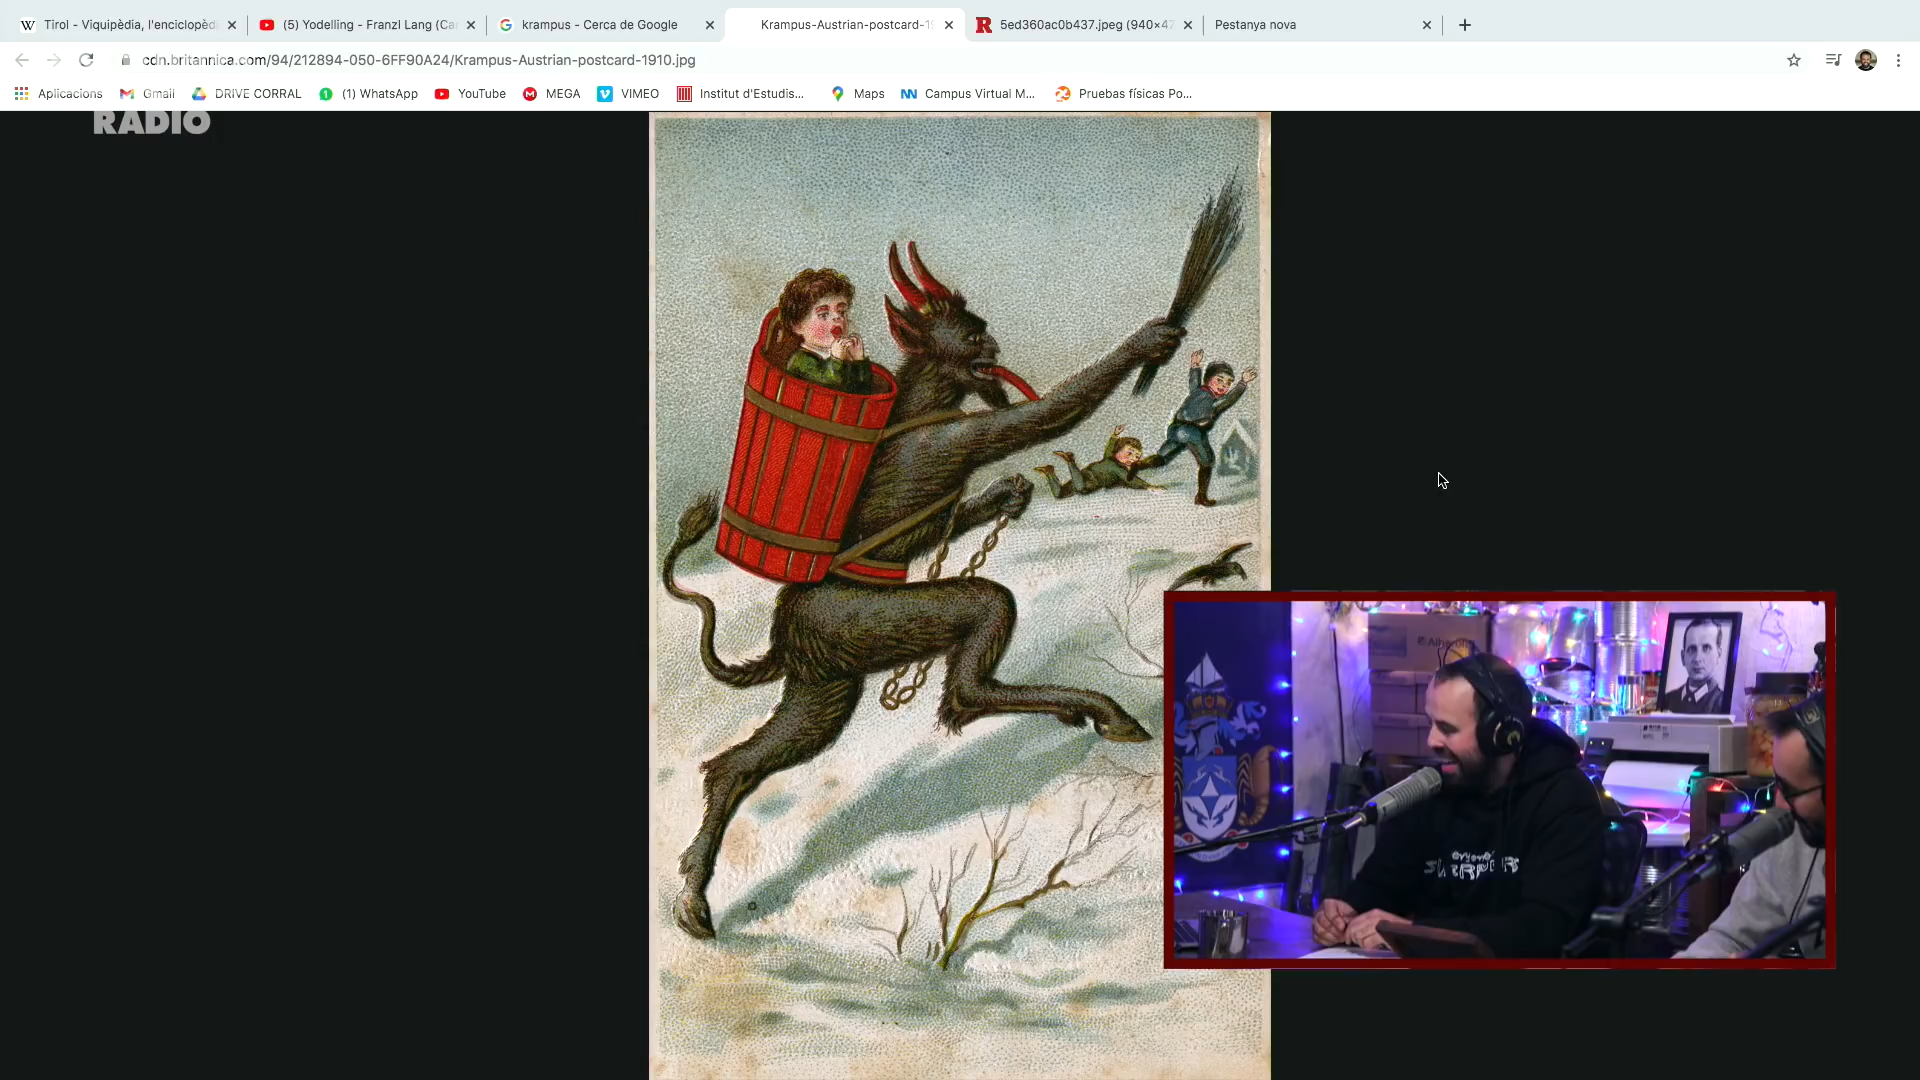 Tirol - Viquipèdia, l'enciclopèdi
(5) Yodelling - Franzl Lang (Ca
krampus - Cerca de Google
Krampus-Austrian-postcard-19
5ed360ac0b437.jpeg (940×47
Pestanya nova
cdn.britannica.com/94/212894-050-6FF90A24/Krampus-Austrian-postcard-1910.jpg
Aplicacions
Gmail
DRIVE CORRAL
(1) WhatsApp
YouTube
MEGA
VIMEO
Institut d'Estudis...
Maps
Campus Virtual M...
Pruebas físicas Po...
RADIO